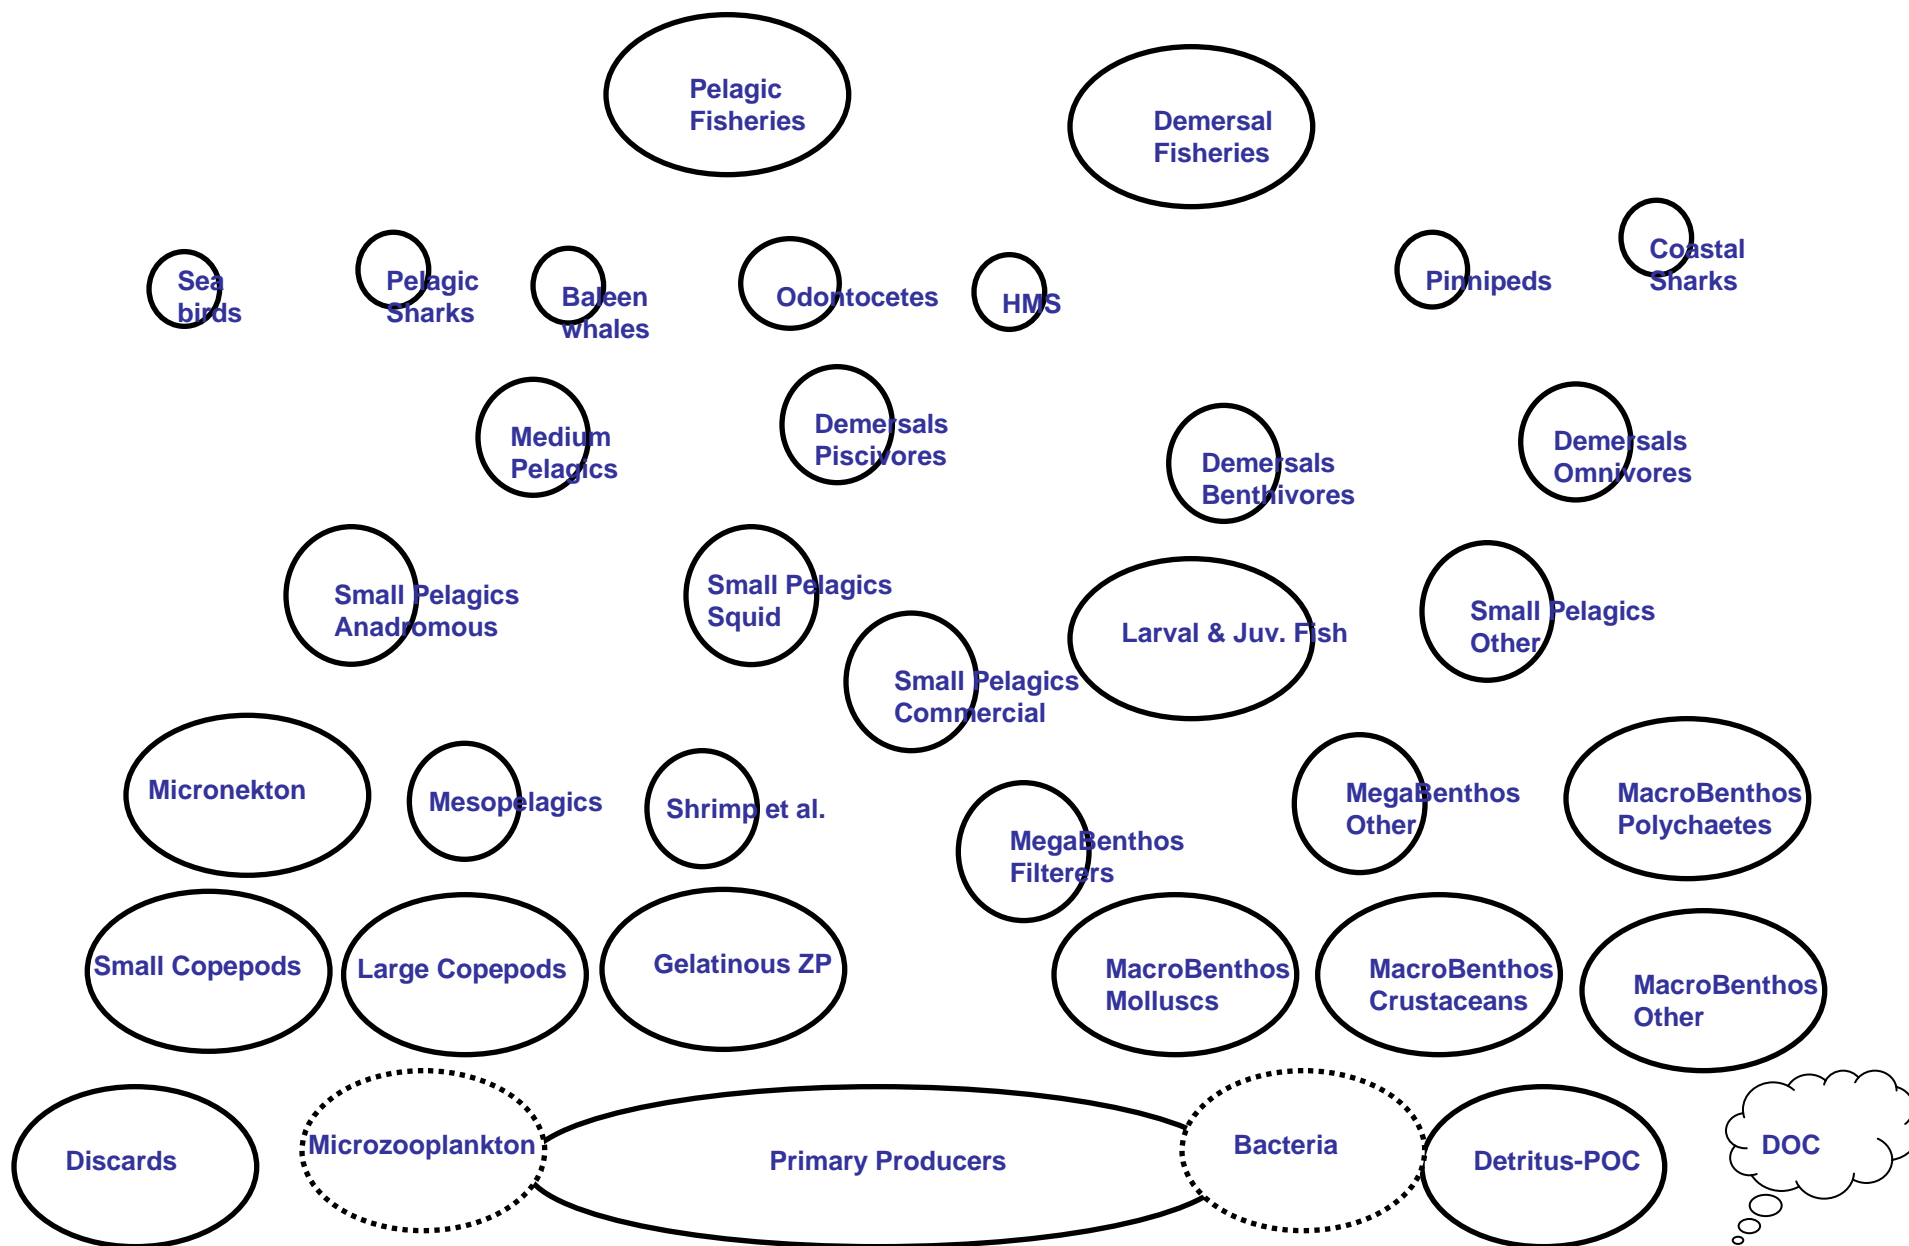 Pelagic
Fisheries
Demersal
Fisheries
Sea
birds
Pelagic
Sharks
Baleen
whales
Odontocetes
HMS
Pinnipeds
Coastal
Sharks
Medium
Pelagics
Demersals
Piscivores
Demersals
Benthivores
Demersals
Omnivores
Small Pelagics
Anadromous
Small Pelagics
Squid
Small Pelagics
Commercial
Larval & Juv. Fish
Small Pelagics
Other
Micronekton
Mesopelagics
Shrimp et al.
MegaBenthos
Filterers
MegaBenthos
Other
MacroBenthos
Polychaetes
Small Copepods
Large Copepods
Gelatinous ZP
MacroBenthos
Molluscs
MacroBenthos
Crustaceans
MacroBenthos
Other
Discards
Microzooplankton
Primary Producers
Bacteria
Detritus-POC
DOC